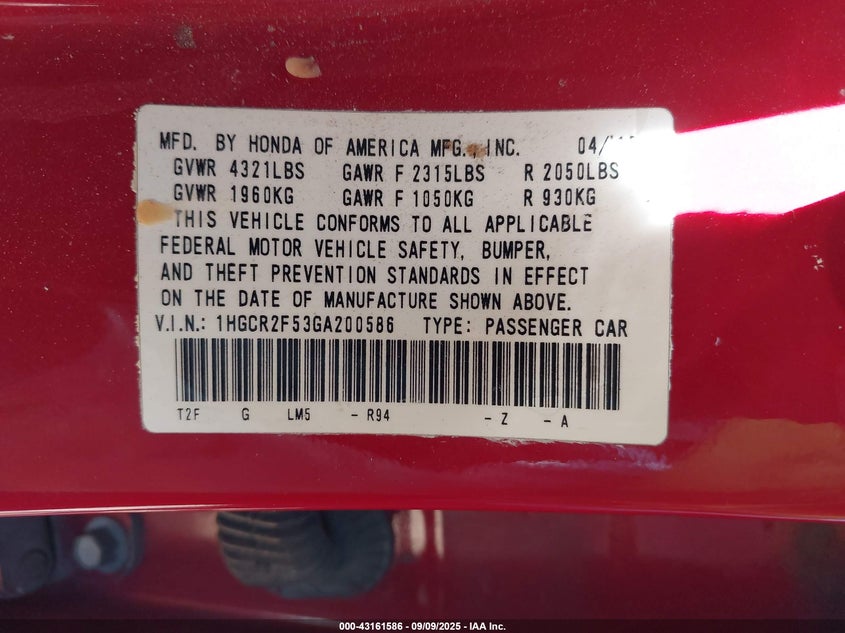 MFD. BY HONDA OF AMERICA MFG., INC. 04/
GVWR 4321LBS GAWR F 2315LBS R 2050LBS
GVWR 1960KG GAWR F 1050KG R 930KG
THIS VEHICLE CONFORMS TO ALL APPLICABLE
FEDERAL MOTOR VEHICLE SAFETY, BUMPER,
AND THEFT PREVENTION STANDARDS IN EFFECT
ON THE DATE OF MANUFACTURE SHOWN ABOVE.
V.I.N.: 1HGCR2F53GA200586 TYPE: PASSENGER CAR
T2F G LM5 - R94 - Z - A
000-43161586 - 09/09/2025 - IAA Inc.